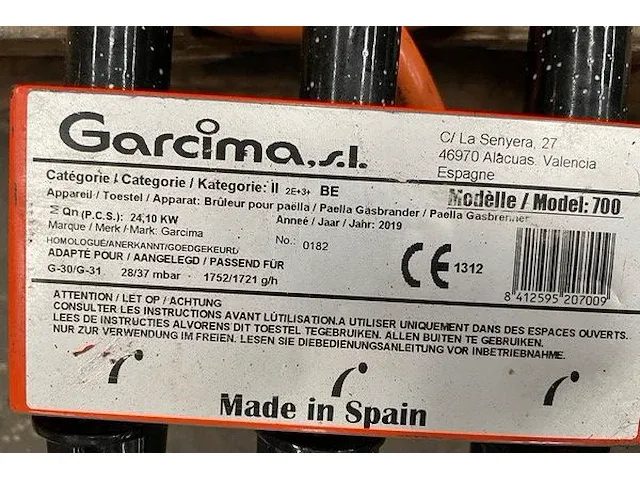 Garcima,s.l.
C/ La Senyera, 27
46970 Alacuas. Valencia
Espagne
Catégorie / Categorie / Kategorie: II 2E+3+ BE
Modèlle / Model: 700
Appareil / Toestel / Apparat: Brûleur pour paélla / Paella Gasbrander / Paella Gasbrenner
Σ Qn (P.C.S.): 24,10 KW
Anneé / Jaar / Jahr: 2019
Marque / Merk / Mark: Garcima
No.: 0182
HOMOLOGUÉ/ANERKANNT/GOEDGEKEURD/
ADAPTÉ POUR / AANGELEGD / PASSEND FÜR
G-30/G-31 28/37 mbar - 1752/1721 g/h
CE 1312
8 412595 207009
ATTENTION / LET OP / ACHTUNG
CONSULTER LES INSTRUCTIONS AVANT LÚTILISATION.A UTILISER UNIQUEMENT DANS DES ESPACES OUVERTS.
LEES DE INSTRUCTIES ALVORENS DIT TOESTEL TEGEBRUIKEN. ALLEN BUITEN TE GEBRUIKEN.
NUR ZUR VERWENDUNG IM FREIEN. LESEN SIE DIEBEDIENUNGSANLEITUNG VOR INBETRIEBNAHME.
Made in Spain